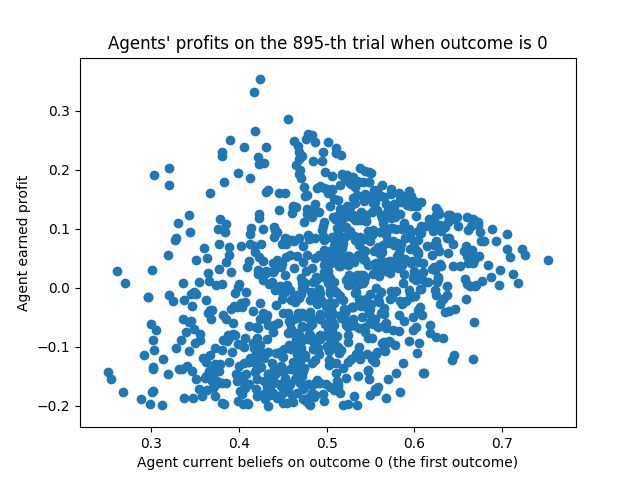 Agents' profits on the 895-th trial when outcome is 0
0.3
0.2
0.1
0.0
−0.1
−0.2
Agent earned profit
0.3 0.4 0.5 0.6 0.7
Agent current beliefs on outcome 0 (the first outcome)